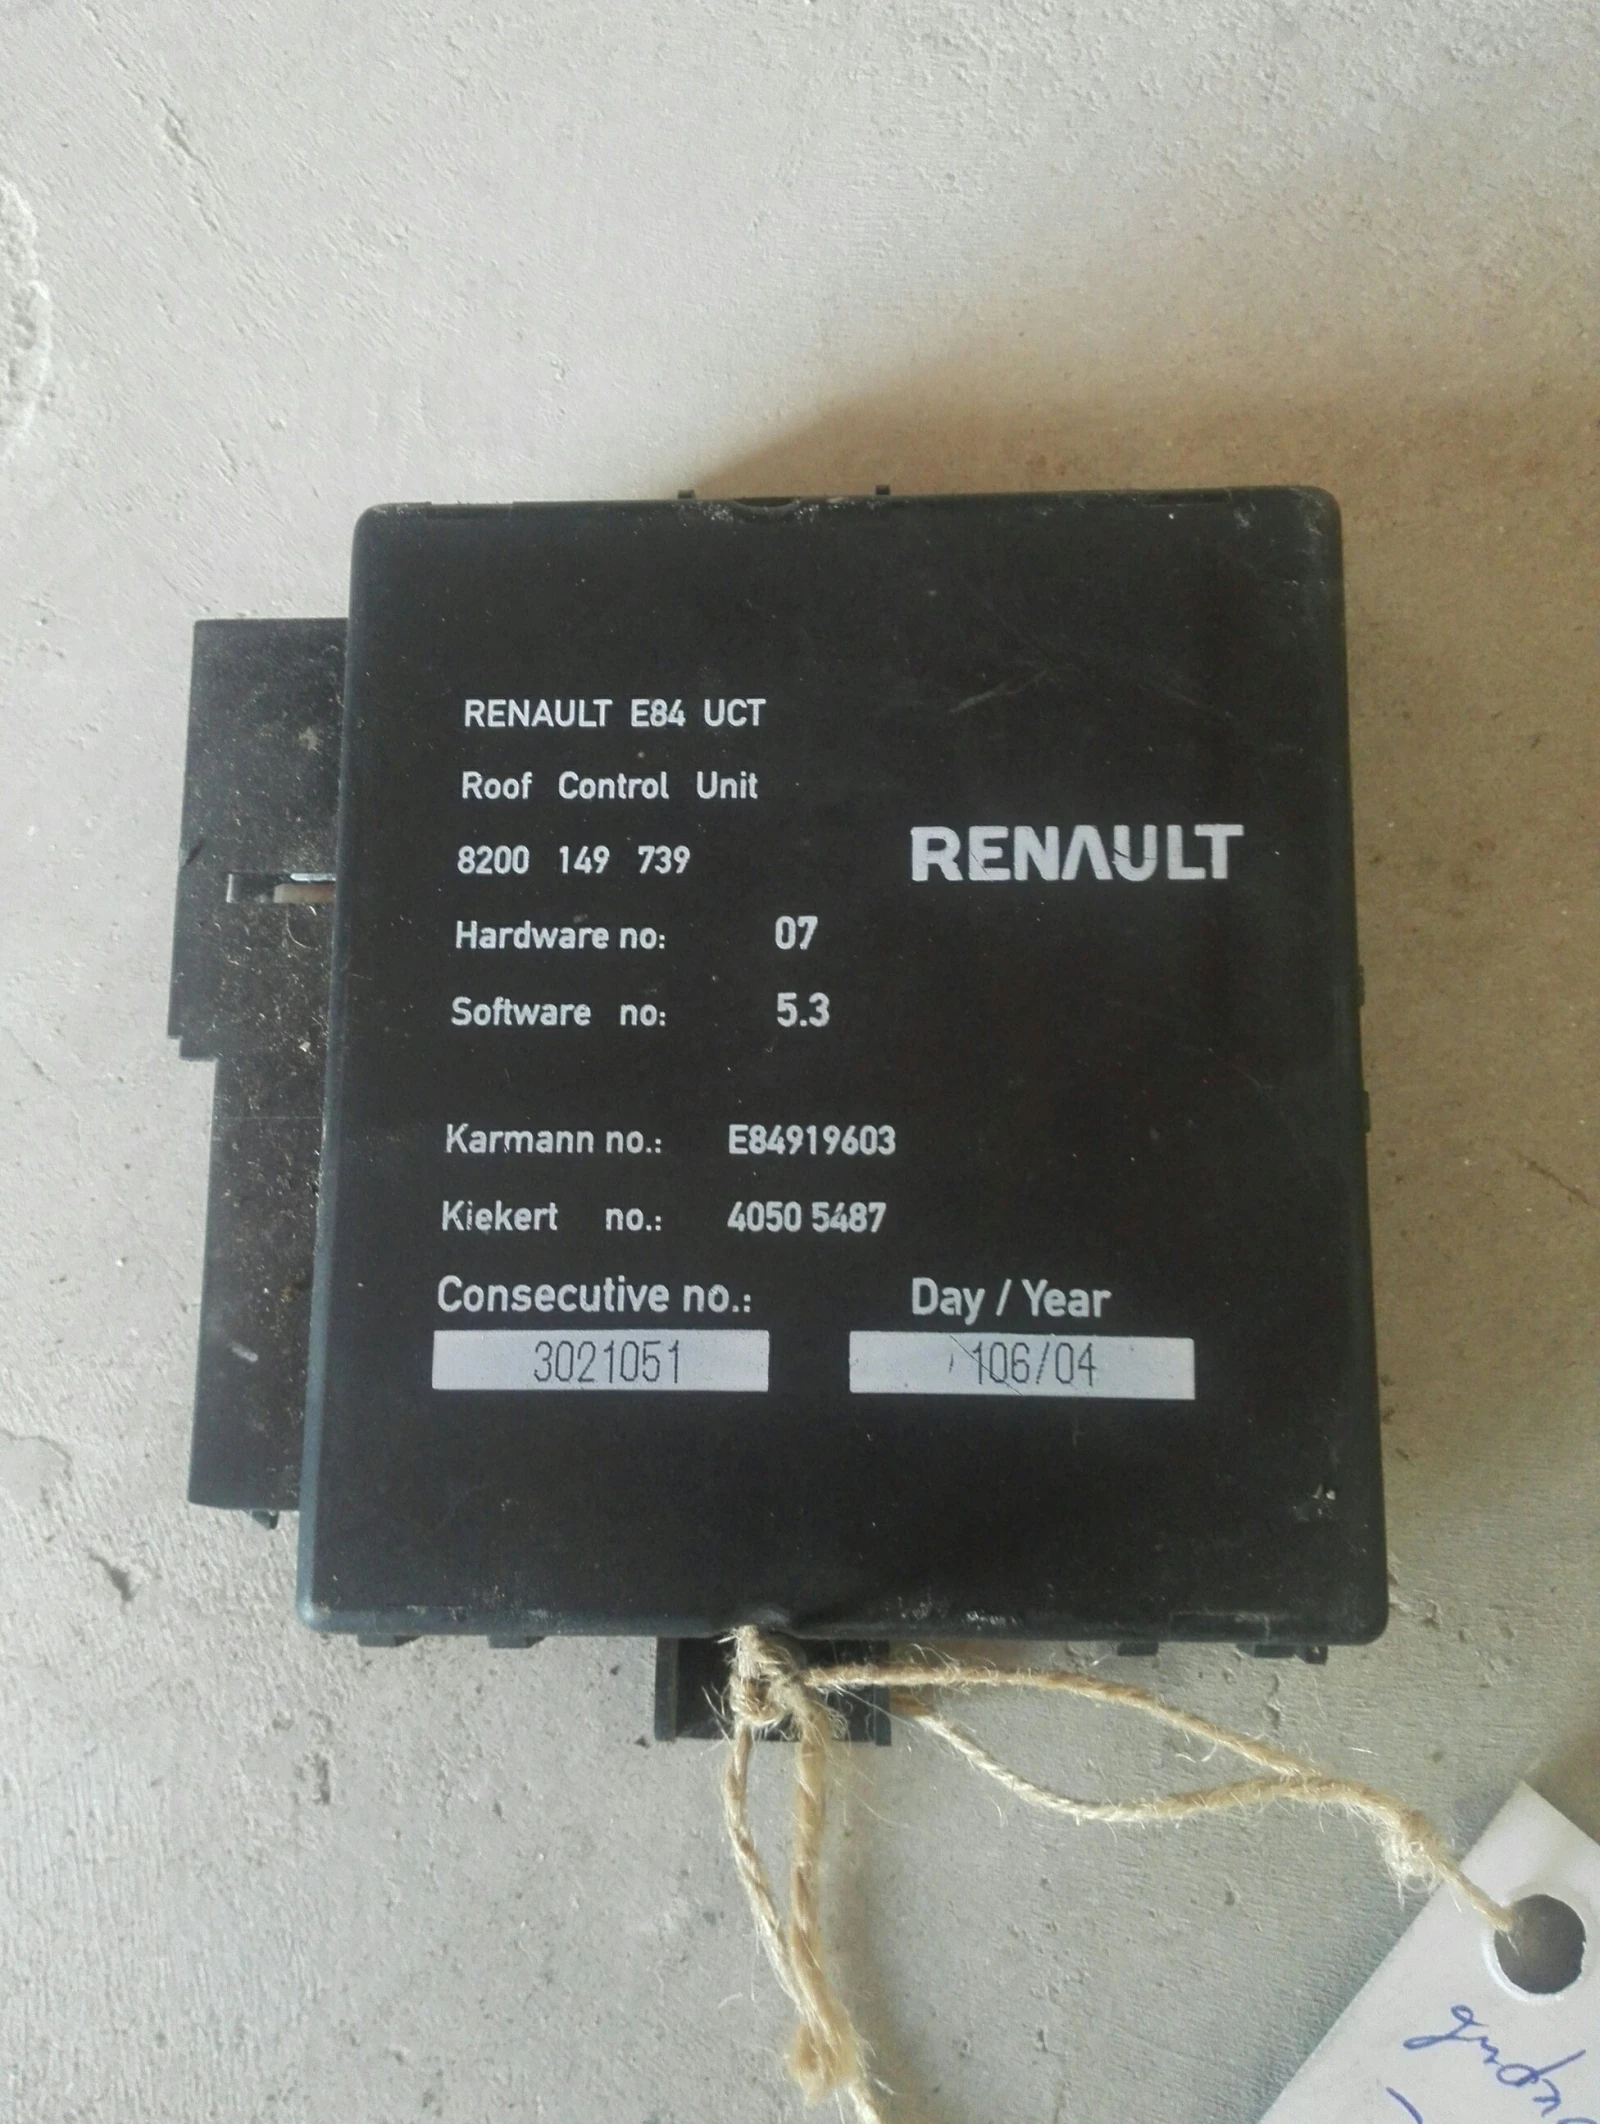 RENAULT E84 UCT
Roof Control Unit
8200 149 739
RENAULT
Hardware no: 07
Software no: 5.3
Karmann no.: E84919603
Kiekert no.: 4050 5487
Consecutive no.: Day / Year
3021051 106/04